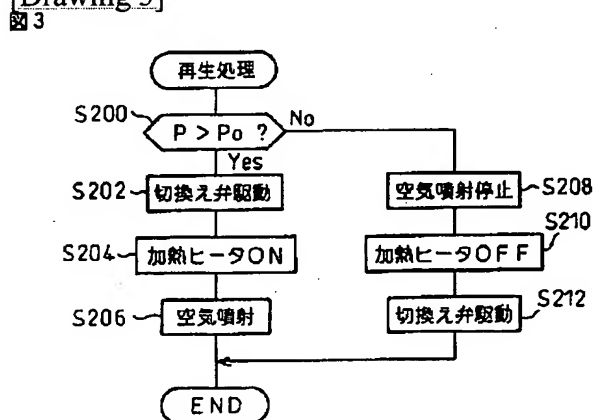 [Drawing 3]
図3
再生処理
S200
P > Po ?
No
Yes
S202
切換え弁駆動
S204
加熱ヒータON
S206
空気噴射
空気噴射停止
S208
加熱ヒータOFF
S210
切換え弁駆動
S212
END